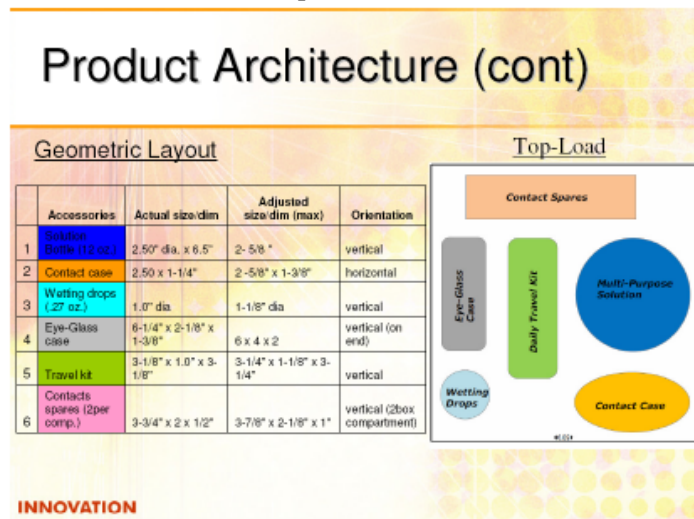 Product Architecture (cont)
Geometric Layout
Top-Load
Accessories Actual size/dim Adjusted size/dim (max) Orientation
1 Solution Bottle (12 oz.) 2.50" dia. x 6.5" 2- 5/8 " vertical
2 Contact case 2.50 x 1-1/4" 2 -5/8" x 1-3/8" horizontal
3 Wetting drops (.27 oz.) 1.0" dia 1-1/8" dia vertical
4 Eye-Glass case 6-1/4" x 2-1/8" x 1-3/8" 6 x 4 x 2 vertical (on end)
5 Travel kit 3-1/8" x 1.0" x 3-1/8" 3-1/4" x 1-1/8" x 3-1/4" vertical
6 Contacts spares (2per comp.) 3-3/4" x 2 x 1/2" 3-7/8" x 2-1/8" x 1" vertical (2box compartment)
Contact Spares
Eye-Glass
Case
Daily Travel Kit
Multi-Purpose
Solution
Wetting
Drops
Contact Case
INNOVATION